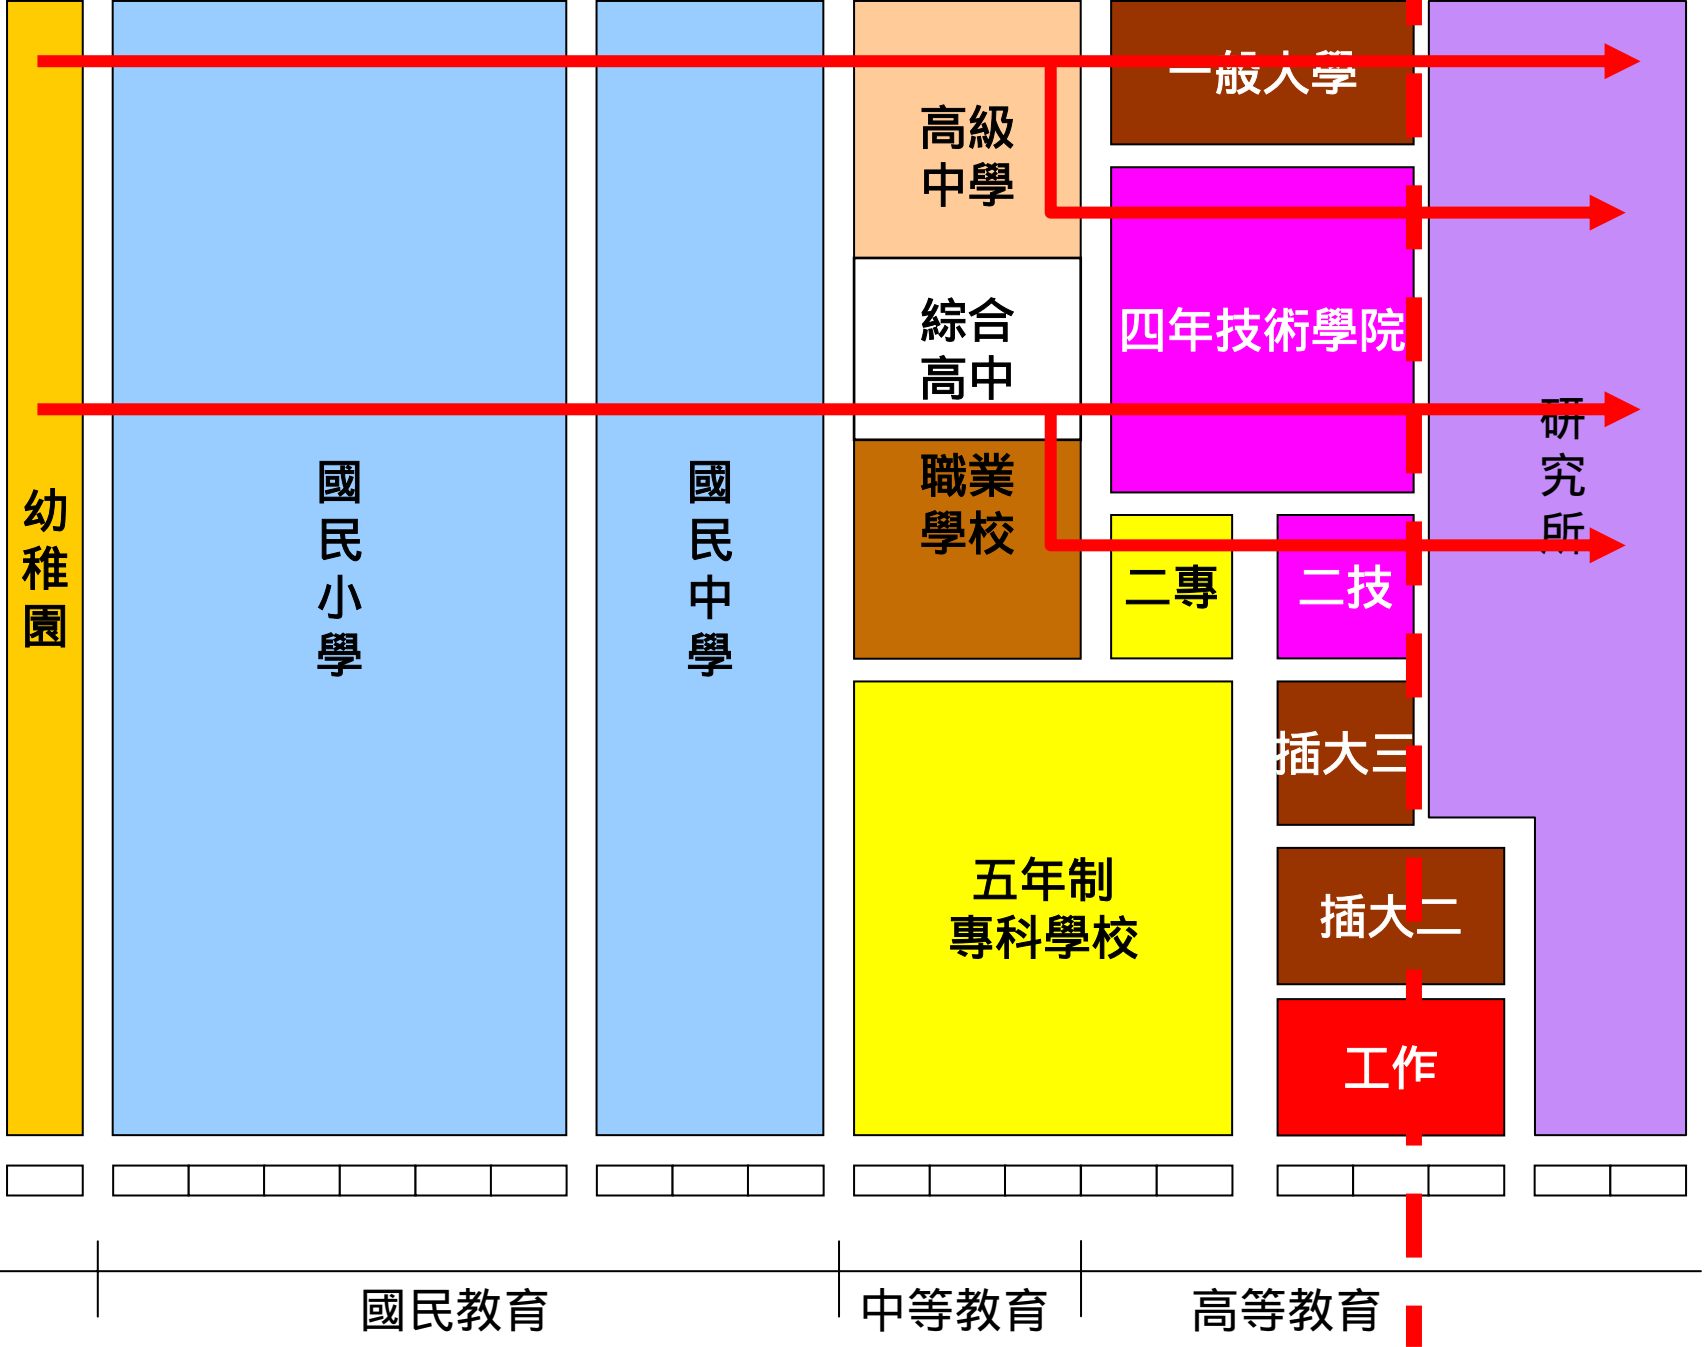 幼
稚
園
國
民
小
學
國
民
中
學
高級
中學
綜合
高中
職業
學校
五年制
專科學校
一般大學
四年技術學院
二專
二技
插大三
插大二
工作
研
究
所
國民教育
中等教育
高等教育